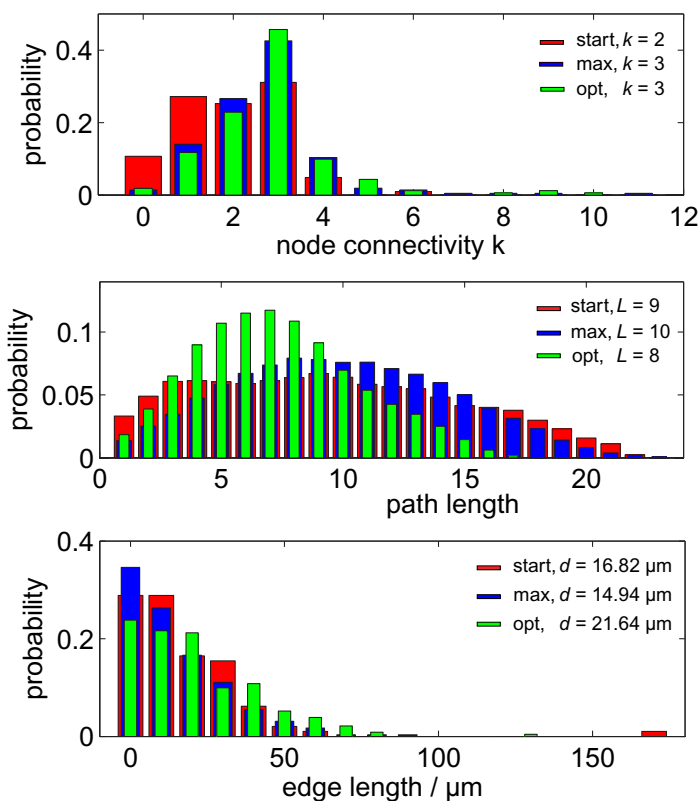 0.4
0.2
0
probability
start, k = 2
max, k = 3
opt, k = 3
0 2 4 6 8 10 12
node connectivity k
0.1
0.05
0
probability
start, L = 9
max, L = 10
opt, L = 8
0 5 10 15 20
path length
0.4
0.2
0
probability
start, d = 16.82 µm
max, d = 14.94 µm
opt, d = 21.64 µm
0 50 100 150
edge length / µm